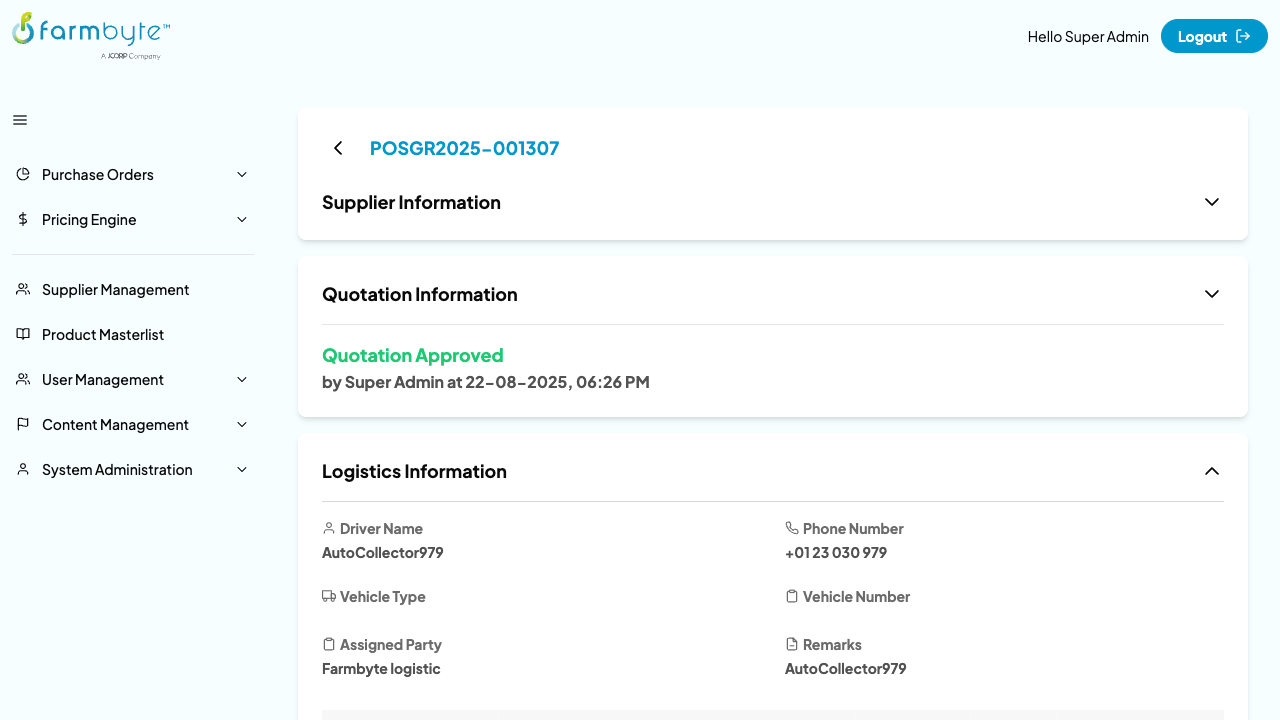 farmbyte™
A JCORP Company
Hello Super Admin
Logout
Purchase Orders
Pricing Engine
Supplier Management
Product Masterlist
User Management
Content Management
System Administration
POSGR2025-001307
Supplier Information
Quotation Information
Quotation Approved
by Super Admin at 22-08-2025, 06:26 PM
Logistics Information
Driver Name
AutoCollector979
Phone Number
+01 23 030 979
Vehicle Type
Vehicle Number
Assigned Party
Farmbyte logistic
Remarks
AutoCollector979